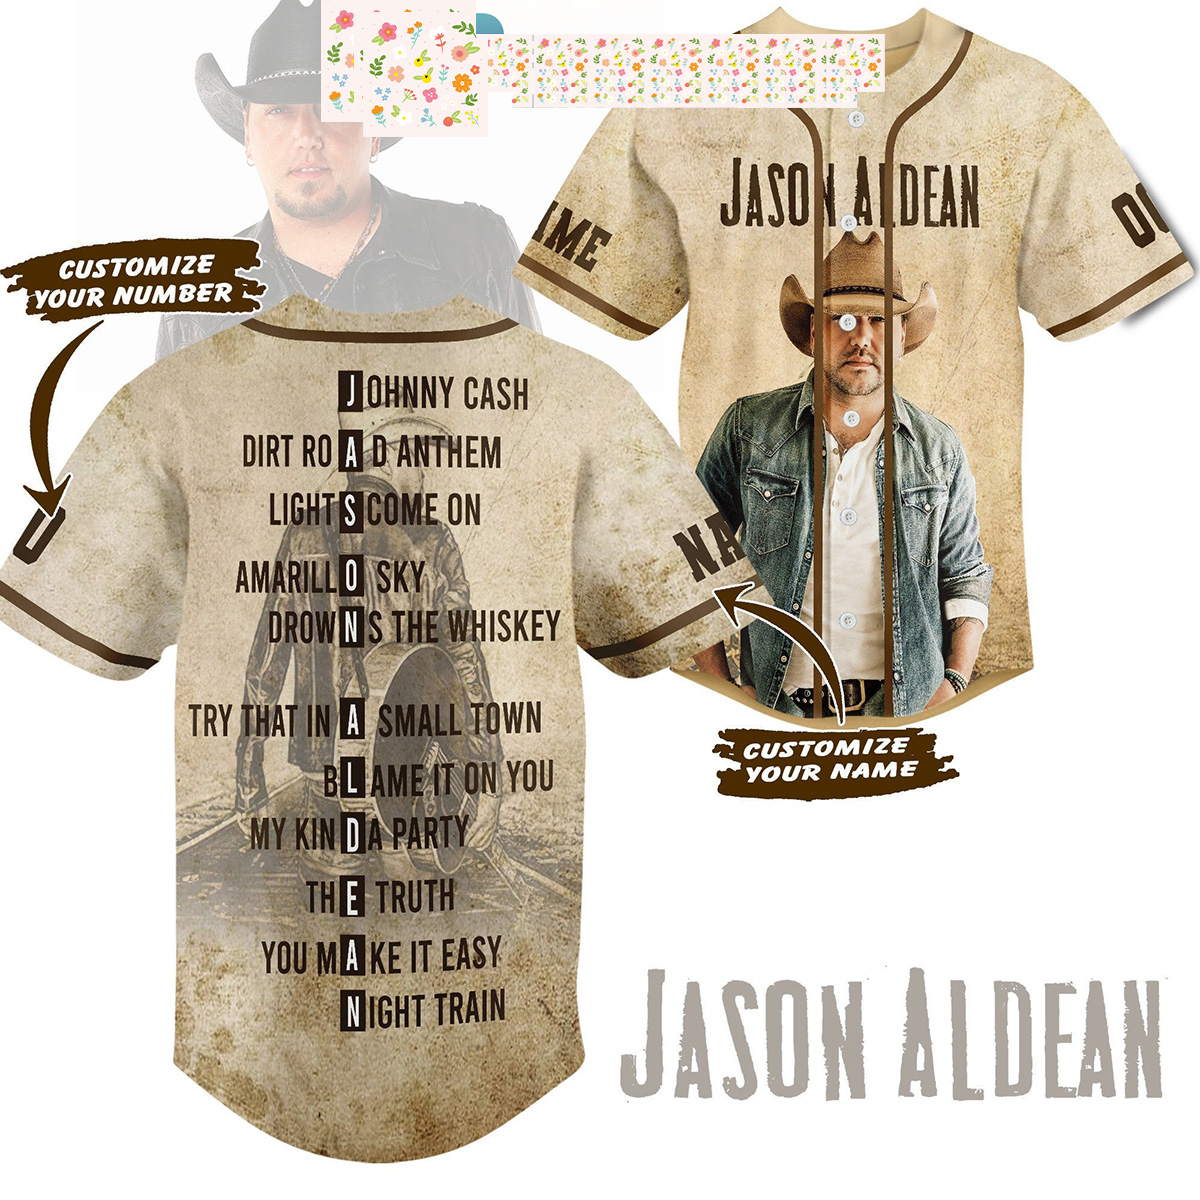 JASON ALDEAN
CUSTOMIZE
YOUR NUMBER
JOHNNY CASH
DIRT ROAD ANTHEM
LIGHTS COME ON
AMARILLO SKY
DROWNS THE WHISKEY
TRY THAT IN A SMALL TOWN
BLAME IT ON YOU
MY KINDA PARTY
THE TRUTH
YOU MAKE IT EASY
NIGHT TRAIN
NA
CUSTOMIZE
YOUR NAME
JASON ALDEAN